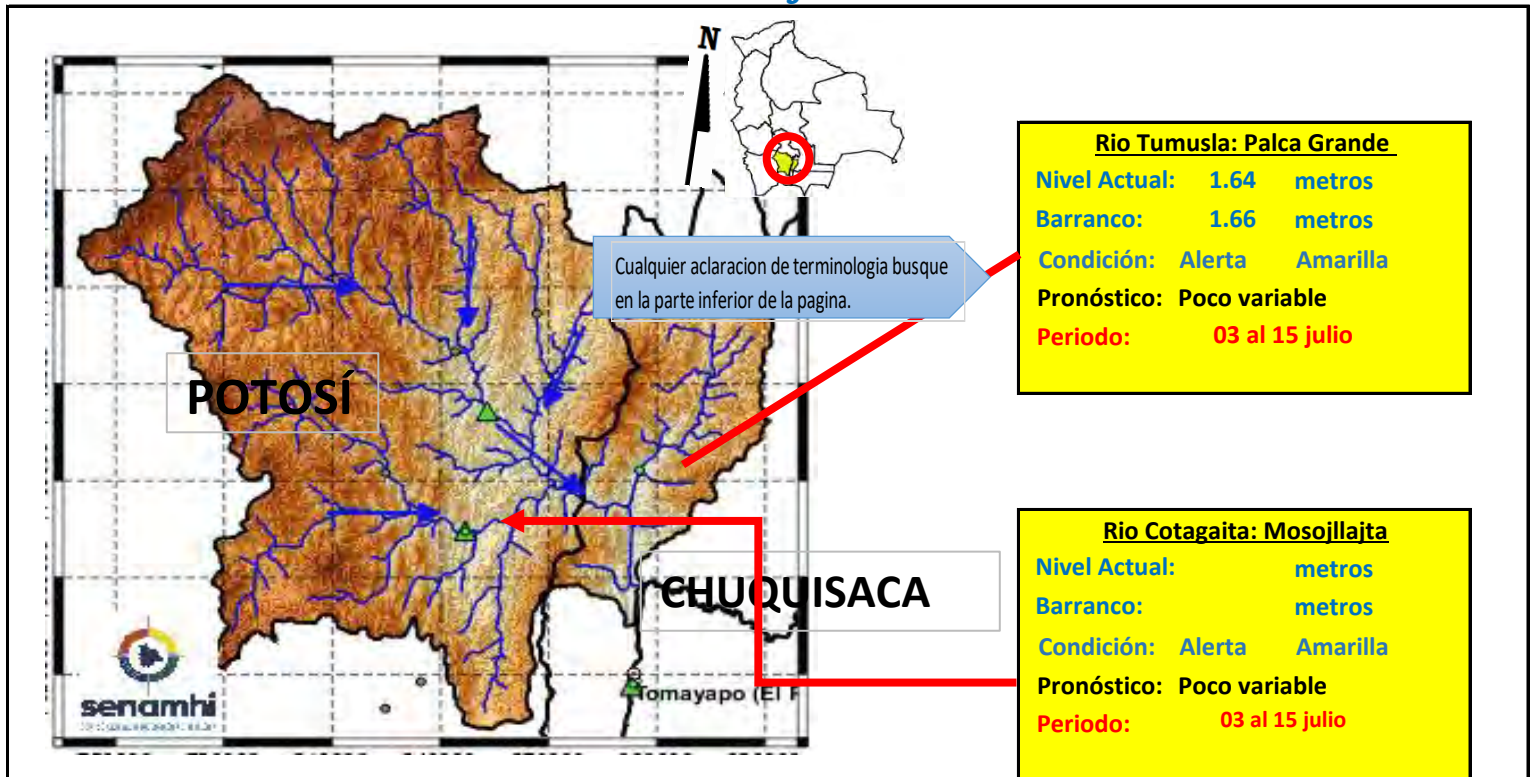 N
Cualquier aclaracion de terminologia busque
en la parte inferior de la pagina.
POTOSÍ
CHUQUISACA
Tomayapo (El
senamhi
Rio Tumusla: Palca Grande
Nivel Actual: 1.64 metros
Barranco: 1.66 metros
Condición: Alerta Amarilla
Pronóstico: Poco variable
Periodo: 03 al 15 julio
Rio Cotagaita: Mosojllajta
Nivel Actual: metros
Barranco: metros
Condición: Alerta Amarilla
Pronóstico: Poco variable
Periodo: 03 al 15 julio